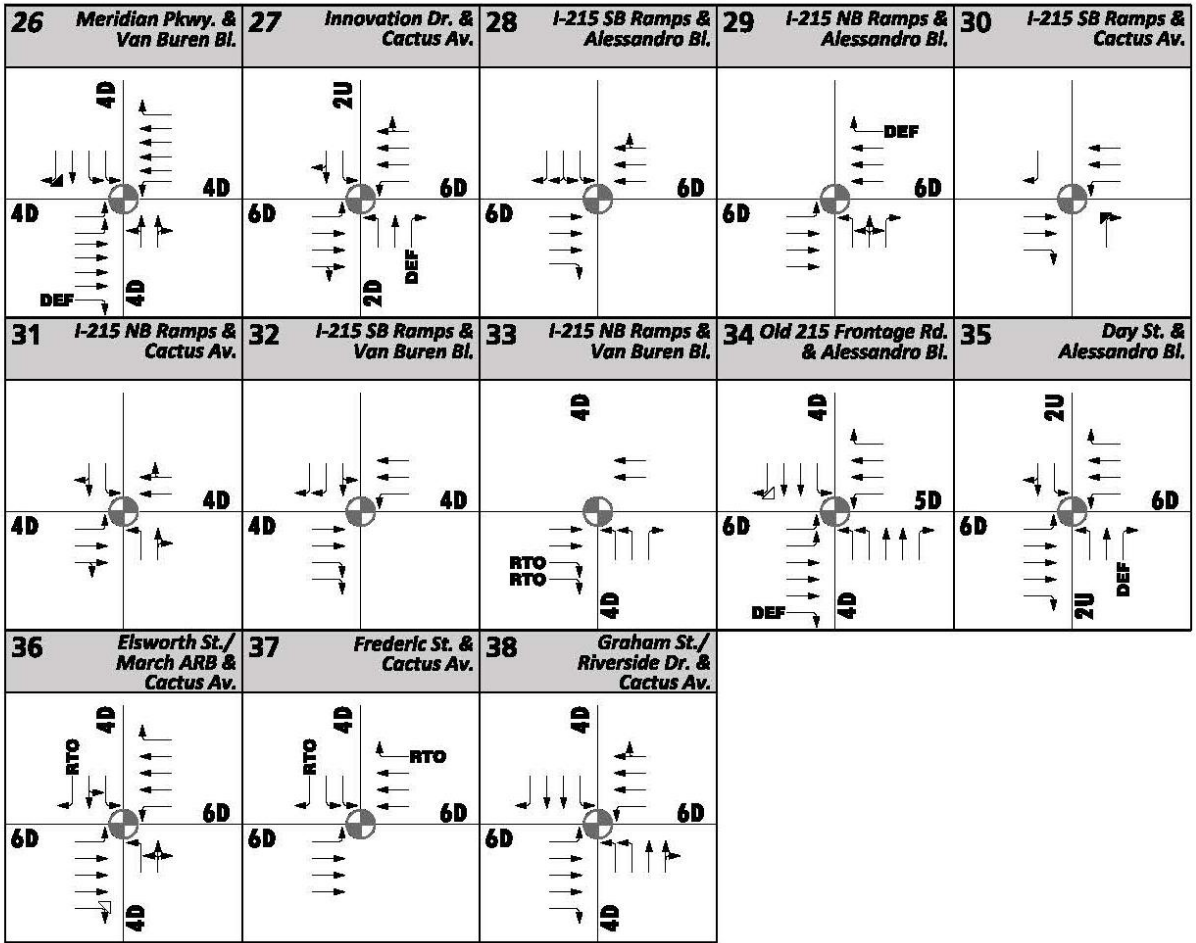 26 Meridian Pkwy. &
Van Buren Bl.
4D
4D
4D
DEF
4D
27 Innovation Dr. &
Cactus Av.
2U
6D
6D
DEF
2D
28 I-215 SB Ramps &
Alessandro Bl.
6D
6D
29 I-215 NB Ramps &
Alessandro Bl.
DEF
6D
6D
30 I-215 SB Ramps &
Cactus Av.
31 I-215 NB Ramps &
Cactus Av.
4D
4D
32 I-215 SB Ramps &
Van Buren Bl.
4D
4D
33 I-215 NB Ramps &
Van Buren Bl.
4D
RTO
RTO
4D
34 Old 215 Frontage Rd.
& Alessandro Bl.
4D
5D
6D
DEF
4D
35 Day St. &
Alessandro Bl.
2U
6D
6D
DEF
2U
36 Elsworth St./
March ARB &
Cactus Av.
4D
RTO
6D
6D
4D
37 Frederic St. &
Cactus Av.
4D
RTO
RTO
6D
6D
38 Graham St./
Riverside Dr. &
Cactus Av.
4D
6D
6D
4D